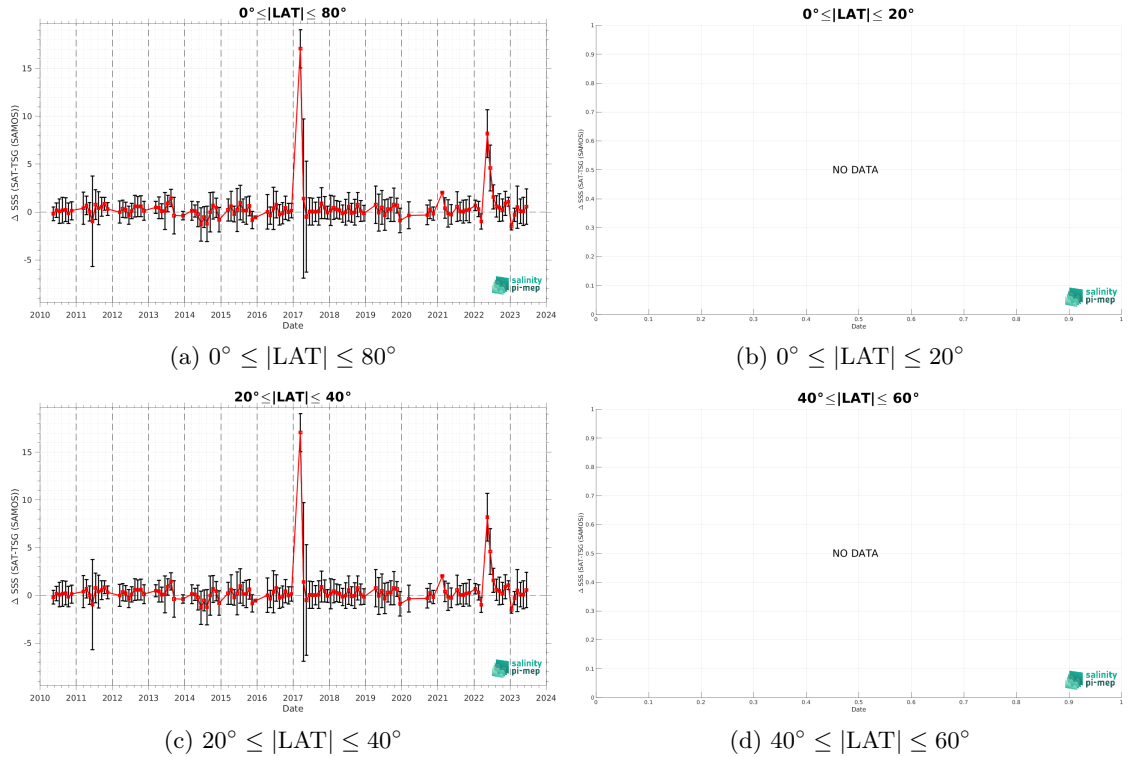 0°≤|LAT|≤ 80°
Δ SSS (SAT-TSG (SAMOS))
15
10
5
0
-5
salinity
pi-mep
2010 2011 2012 2013 2014 2015 2016 2017 2018 2019 2020 2021 2022 2023 2024
Date
(a) 0° ≤ |LAT| ≤ 80°
0°≤|LAT|≤ 20°
Δ SSS (SAT-TSG (SAMOS))
1
0.9
0.8
0.7
0.6
0.5
0.4
0.3
0.2
0.1
0
NO DATA
salinity
pi-mep
0 0.1 0.2 0.3 0.4 0.5 0.6 0.7 0.8 0.9 1
Date
(b) 0° ≤ |LAT| ≤ 20°
20°≤|LAT|≤ 40°
Δ SSS (SAT-TSG (SAMOS))
15
10
5
0
-5
salinity
pi-mep
2010 2011 2012 2013 2014 2015 2016 2017 2018 2019 2020 2021 2022 2023 2024
Date
(c) 20° ≤ |LAT| ≤ 40°
40°≤|LAT|≤ 60°
Δ SSS (SAT-TSG (SAMOS))
1
0.9
0.8
0.7
0.6
0.5
0.4
0.3
0.2
0.1
0
NO DATA
salinity
pi-mep
0 0.1 0.2 0.3 0.4 0.5 0.6 0.7 0.8 0.9 1
Date
(d) 40° ≤ |LAT| ≤ 60°